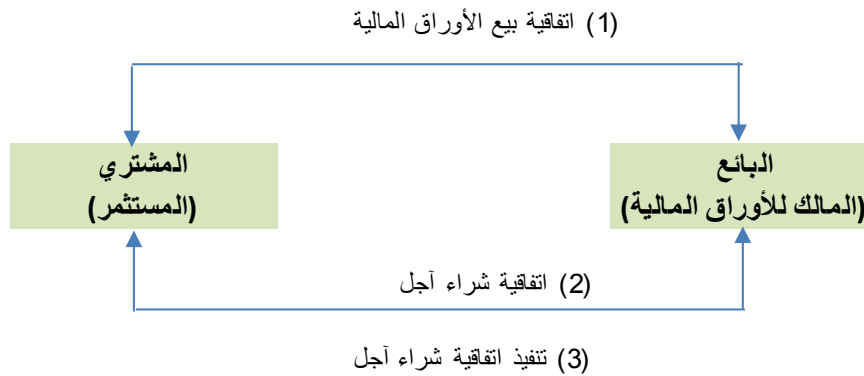 (1) اتفاقية بيع الأوراق المالية
البائع
(المالك للأوراق المالية)
المشتري
(المستثمر)
(2) اتفاقية شراء آجل
(3) تنفيذ اتفاقية شراء آجل